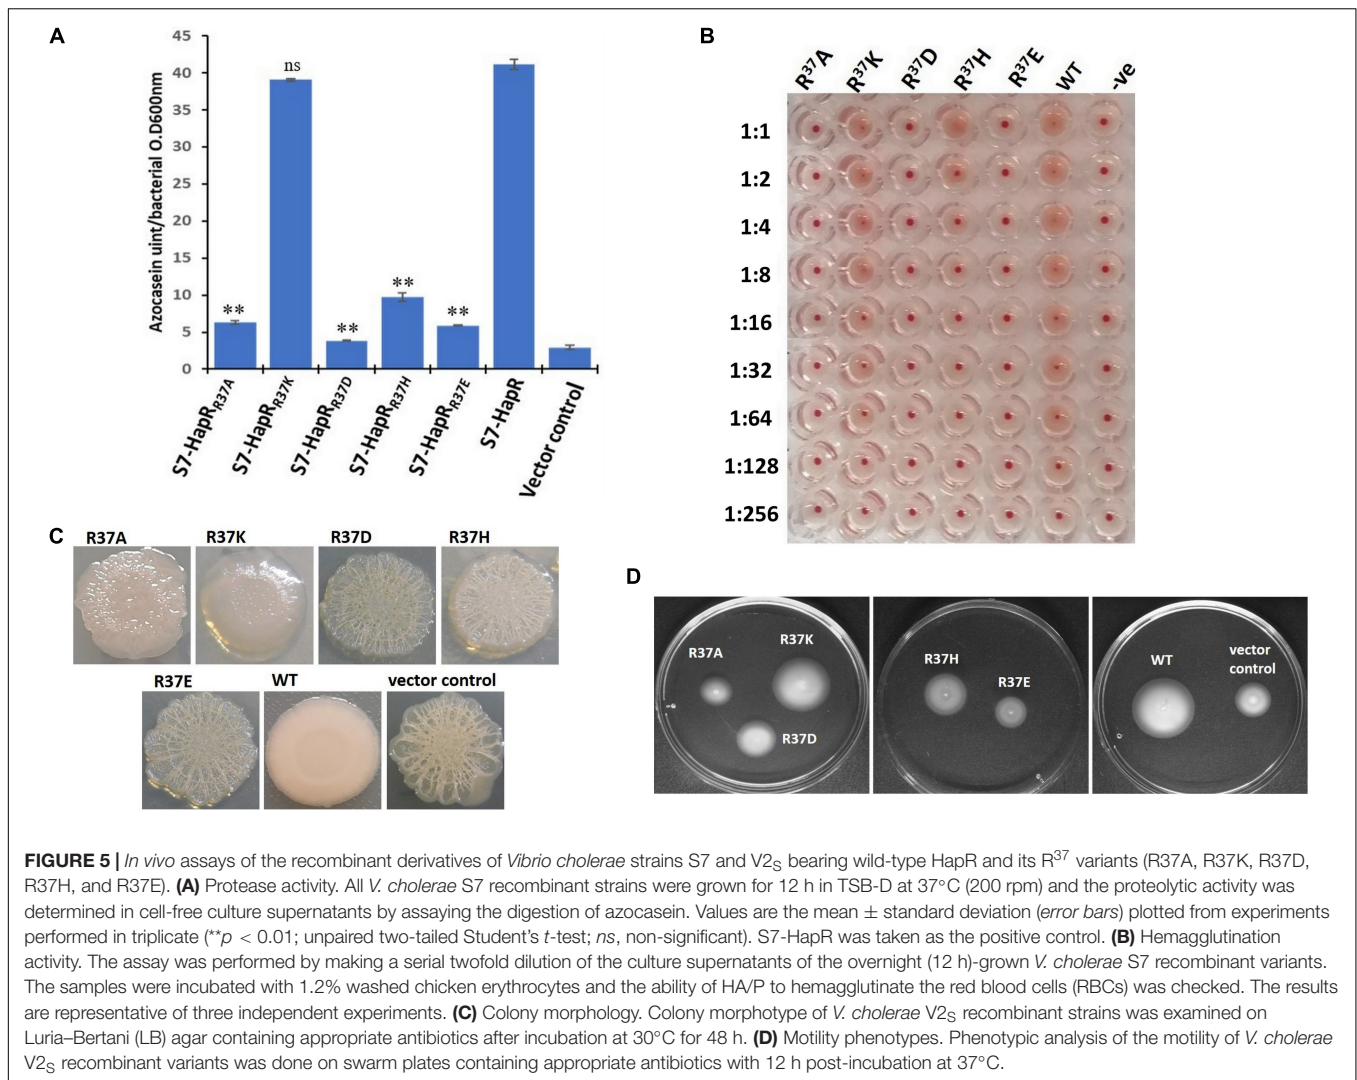 A
45
40
35
30
25
20
15
10
5
0
Azocasein uint/bacterial O.D600nm
**
ns
**
**
**
S7-HapR_R37A
S7-HapR_R37K
S7-HapR_R37D
S7-HapR_R37H
S7-HapR_R37E
S7-HapR
Vector control
B
R³⁷A R³⁷K R³⁷D R³⁷H R³⁷E WT -ve
1:1
1:2
1:4
1:8
1:16
1:32
1:64
1:128
1:256
C
R37A R37K R37D R37H
R37E WT vector control
D
R37A R37K
R37D
R37H
R37E
WT
vector
control
FIGURE 5 | In vivo assays of the recombinant derivatives of Vibrio cholerae strains S7 and V2S bearing wild-type HapR and its R³⁷ variants (R37A, R37K, R37D,
R37H, and R37E). (A) Protease activity. All V. cholerae S7 recombinant strains were grown for 12 h in TSB-D at 37°C (200 rpm) and the proteolytic activity was
determined in cell-free culture supernatants by assaying the digestion of azocasein. Values are the mean ± standard deviation (error bars) plotted from experiments
performed in triplicate (**p < 0.01; unpaired two-tailed Student's t-test; ns, non-significant). S7-HapR was taken as the positive control. (B) Hemagglutination
activity. The assay was performed by making a serial twofold dilution of the culture supernatants of the overnight (12 h)-grown V. cholerae S7 recombinant variants.
The samples were incubated with 1.2% washed chicken erythrocytes and the ability of HA/P to hemagglutinate the red blood cells (RBCs) was checked. The results
are representative of three independent experiments. (C) Colony morphology. Colony morphotype of V. cholerae V2S recombinant strains was examined on
Luria–Bertani (LB) agar containing appropriate antibiotics after incubation at 30°C for 48 h. (D) Motility phenotypes. Phenotypic analysis of the motility of V. cholerae
V2S recombinant variants was done on swarm plates containing appropriate antibiotics with 12 h post-incubation at 37°C.